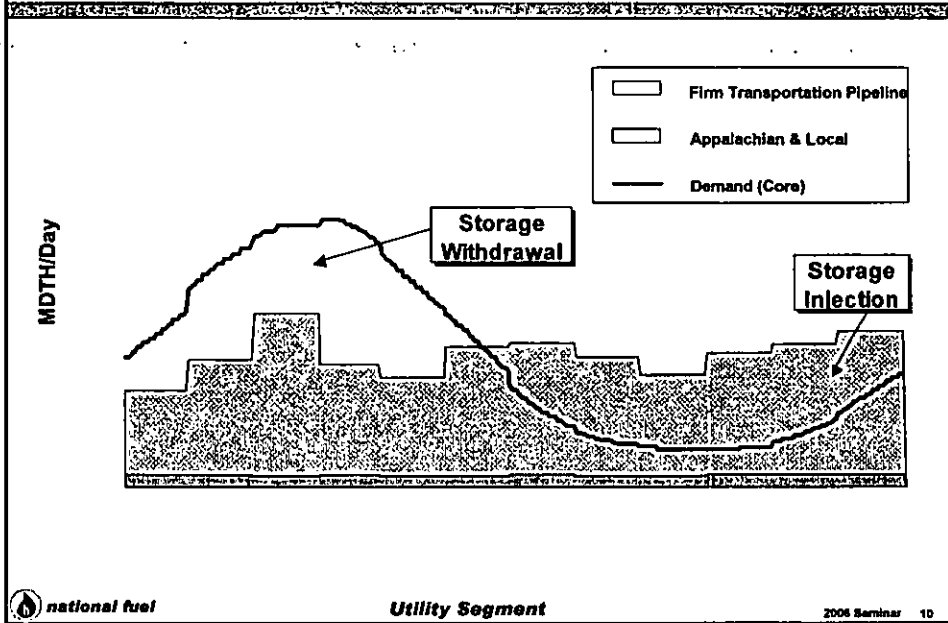 Firm Transportation Pipeline
Appalachian & Local
Demand (Core)
MDTH/Day
Storage
Withdrawal
Storage
Injection
national fuel
Utility Segment
2006 Seminar 10